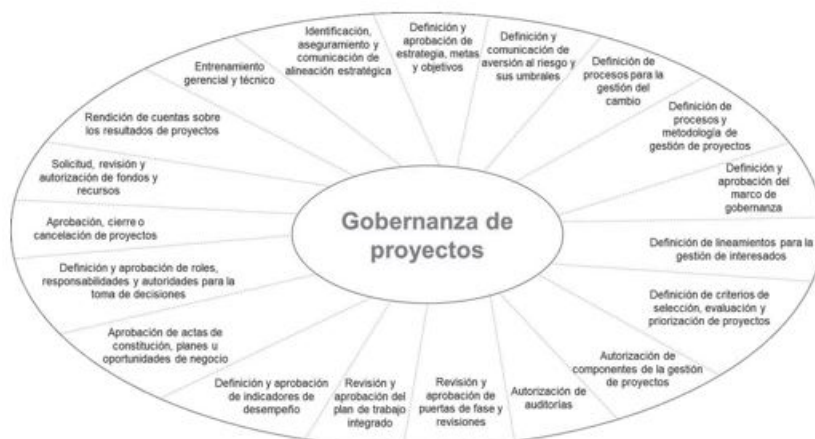 Gobernanza de
proyectos
Definición y
aprobación de
estrategia, metas
y objetivos
Definición y
comunicación de
aversión al riesgo y
sus umbrales
Definición de
procesos para la
gestión del
cambio
Definición de
procesos y
metodología de
gestión de proyectos
Definición y
aprobación del
marco de
gobernanza
Definición de lineamientos para la
gestión de interesados
Definición de criterios de
selección, evaluación y
priorización de proyectos
Autorización de
componentes de la gestión
de proyectos
Autorización de
auditorías
Revisión y
aprobación de
puertas de fase y
revisiones
Revisión y
aprobación del
plan de trabajo
integrado
Definición y aprobación
de indicadores de
desempeño
Aprobación de actas de
constitución, planes u
oportunidades de negocio
Definición y aprobación de roles,
responsabilidades y autoridades para la
toma de decisiones
Aprobación, cierre o
cancelación de proyectos
Solicitud, revisión y
autorización de fondos y
recursos
Rendición de cuentas sobre
los resultados de proyectos
Entrenamiento
gerencial y técnico
Identificación,
aseguramiento y
comunicación de
alineación estratégica